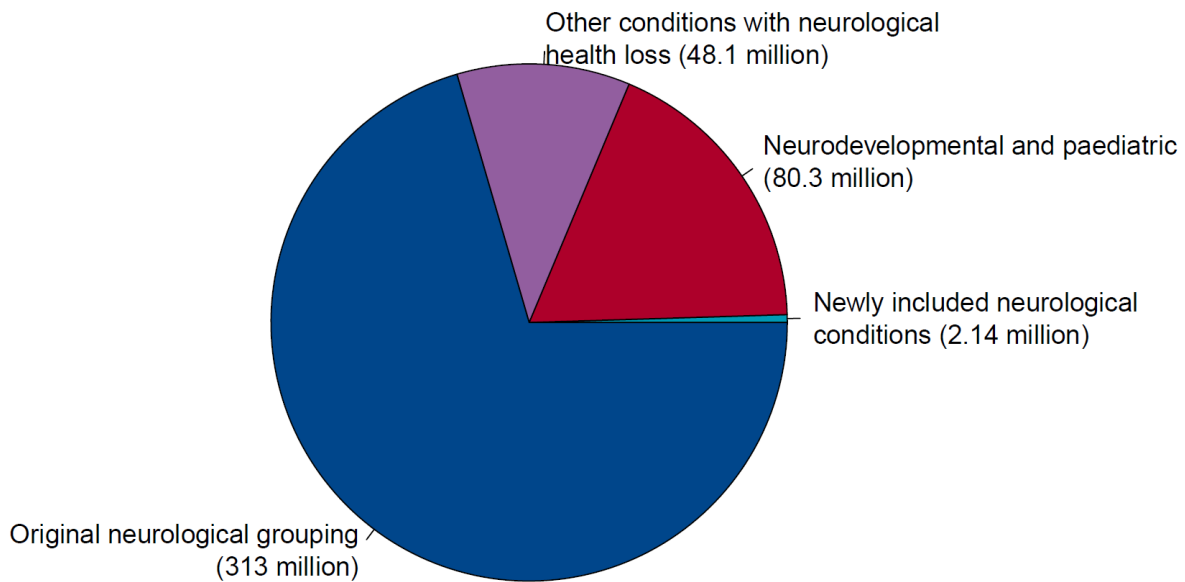 Other conditions with neurological
health loss (48.1 million)
Neurodevelopmental and paediatric
(80.3 million)
Newly included neurological
conditions (2.14 million)
Original neurological grouping
(313 million)